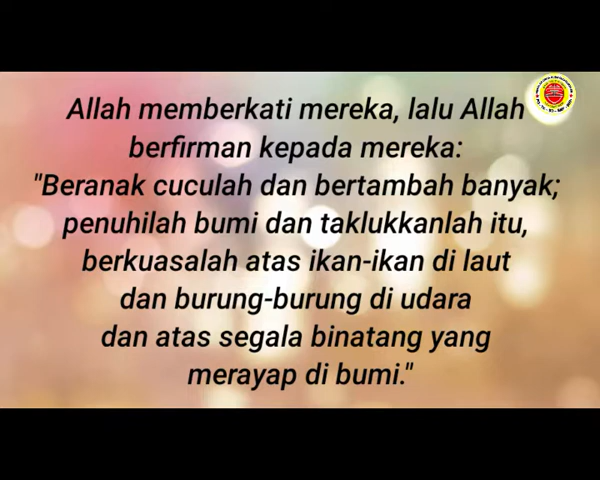 Allah memberkati mereka, lalu Allah
berfirman kepada mereka:
"Beranak cuculah dan bertambah banyak;
penuhilah bumi dan taklukkanlah itu,
berkuasalah atas ikan-ikan di laut
dan burung-burung di udara
dan atas segala binatang yang
merayap di bumi."